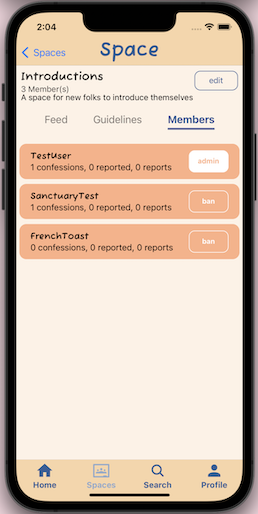 2:04
Spaces
Space
Introductions
edit
3 Member(s)
A space for new folks to introduce themselves
Feed
Guidelines
Members
TestUser
1 confessions, 0 reported, 0 reports
admin
SanctuaryTest
1 confessions, 0 reported, 0 reports
ban
FrenchToast
0 confessions, 0 reported, 0 reports
ban
Home
Spaces
Search
Profile